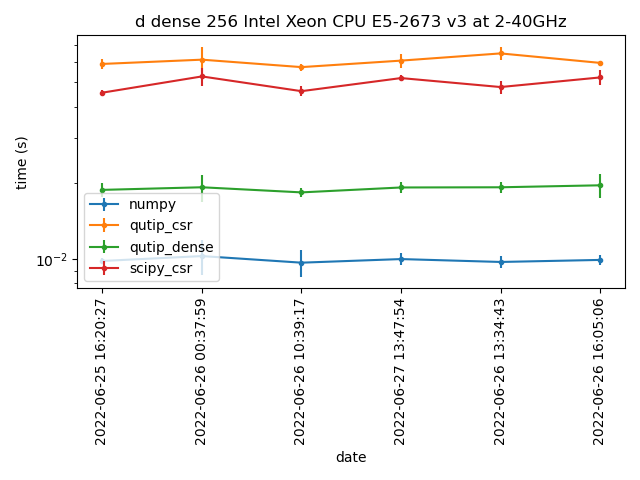 d dense 256 Intel Xeon CPU E5-2673 v3 at 2-40GHz
time (s)
10⁻²
numpy
qutip_csr
qutip_dense
scipy_csr
2022-06-25 16:20:27
2022-06-26 00:37:59
2022-06-26 10:39:17
2022-06-27 13:47:54
2022-06-26 13:34:43
2022-06-26 16:05:06
date